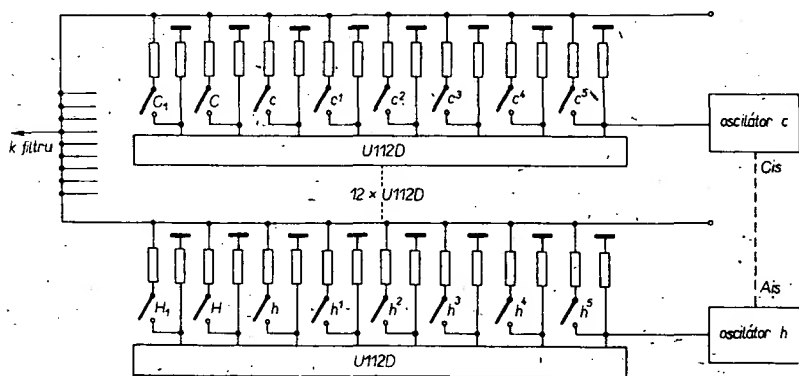 C₁ C c c¹ c² c³ c⁴ c⁵
oscilátor c
k filtru
U112D
Cis
12 × U112D
Ais
H₁ H h h¹ h² h³ h⁴ h⁵
oscilátor h
U112D